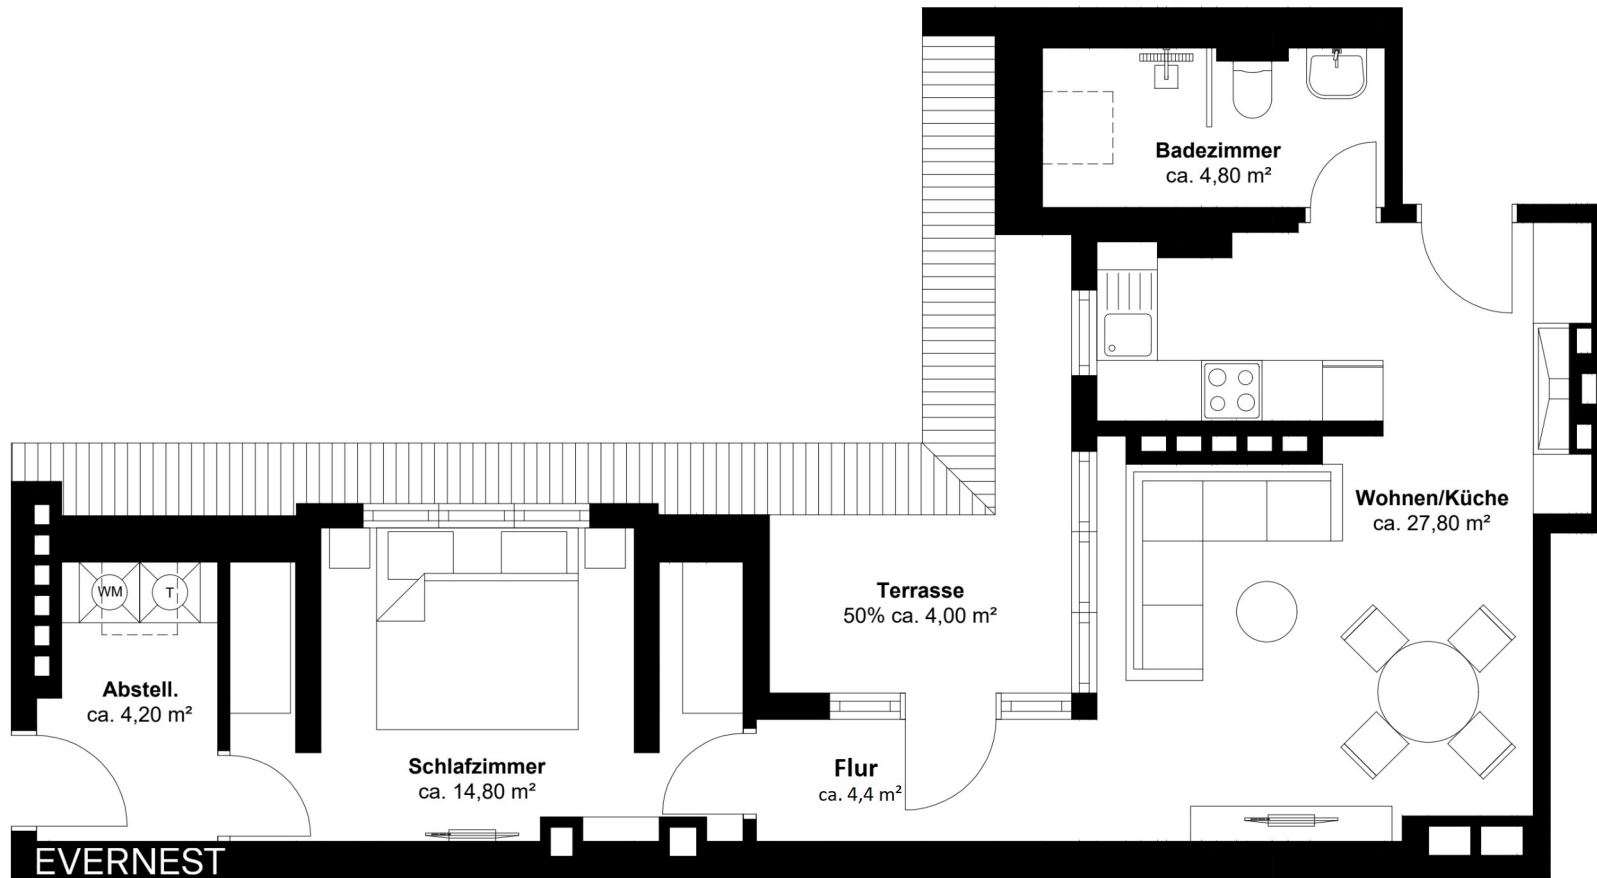 Badezimmer
ca. 4,80 m²
Wohnen/Küche
ca. 27,80 m²
Terrasse
50% ca. 4,00 m²
WM
T
Abstell.
ca. 4,20 m²
Schlafzimmer
ca. 14,80 m²
Flur
ca. 4,4 m²
EVERNEST